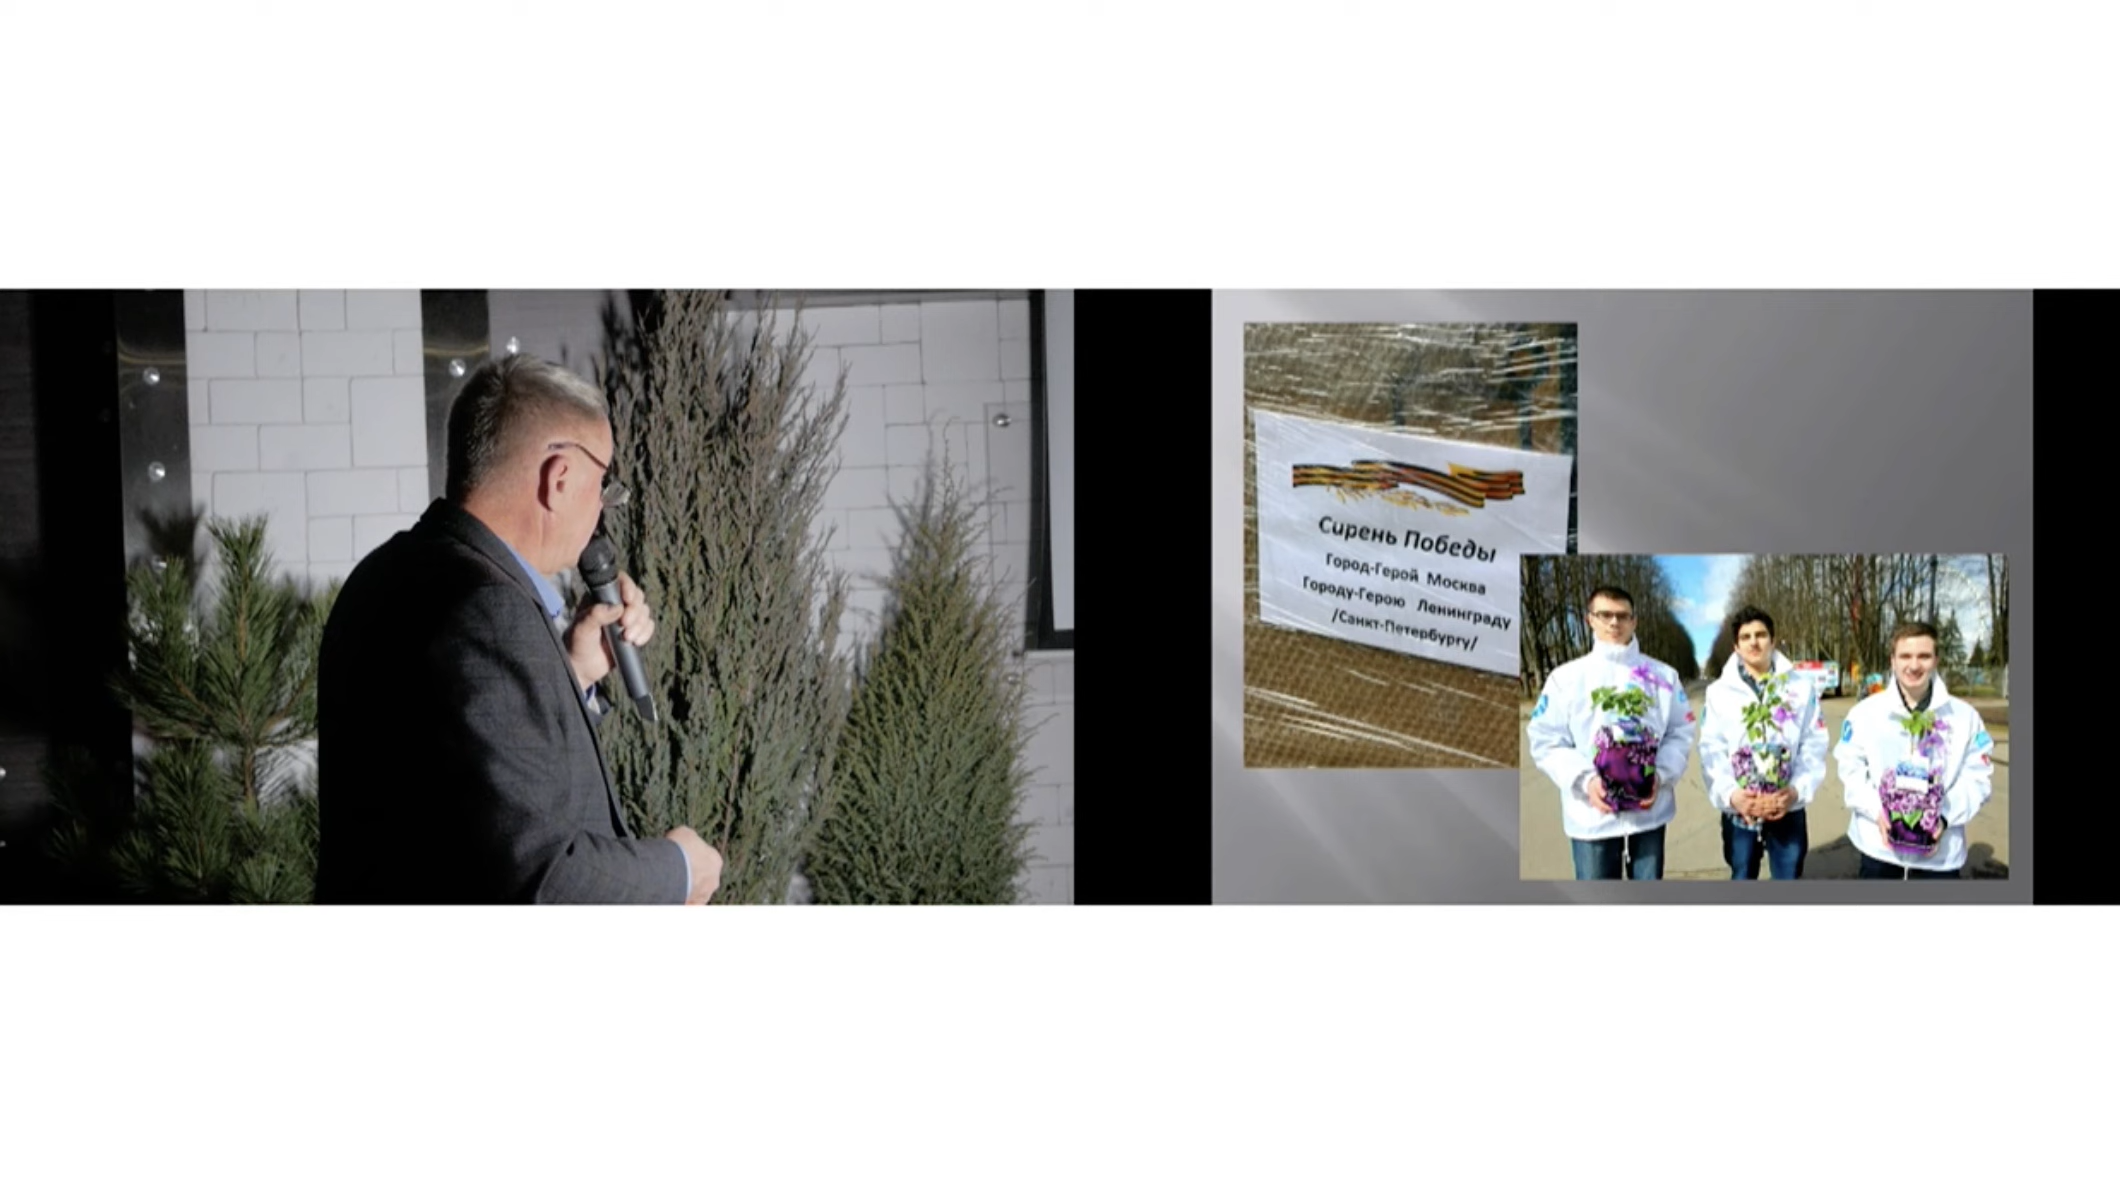 Сирень Победы
Город-Герой Москва
Городу-Герою Ленинграду
/Санкт-Петербургу/